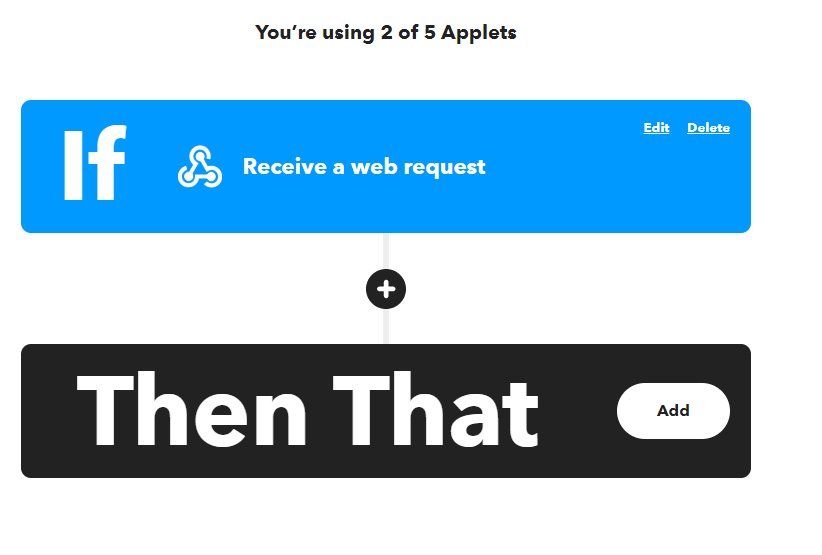 You’re using 2 of 5 Applets
Edit Delete
If Receive a web request
Then That Add